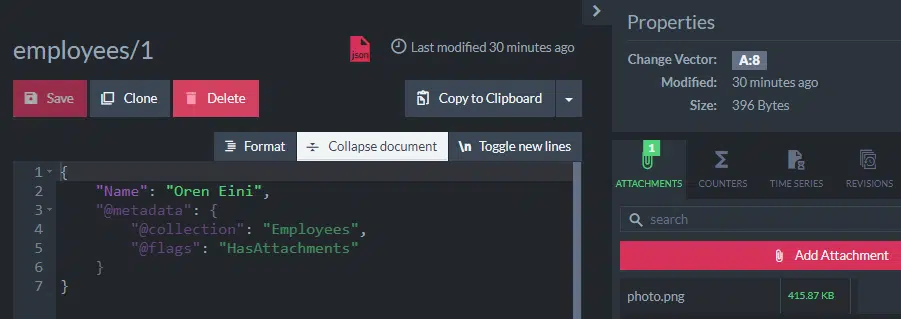 employees/1
json
Last modified 30 minutes ago
Save
Clone
Delete
Copy to Clipboard
Format
Collapse document
\n Toggle new lines
1 {
2 "Name": "Oren Eini",
3 "@metadata": {
4 "@collection": "Employees",
5 "@flags": "HasAttachments"
6 }
7 }
Properties
Change Vector: A:8
Modified: 30 minutes ago
Size: 396 Bytes
1
ATTACHMENTS
COUNTERS
TIME SERIES
REVISIONS
search
Add Attachment
photo.png 415.87 KB